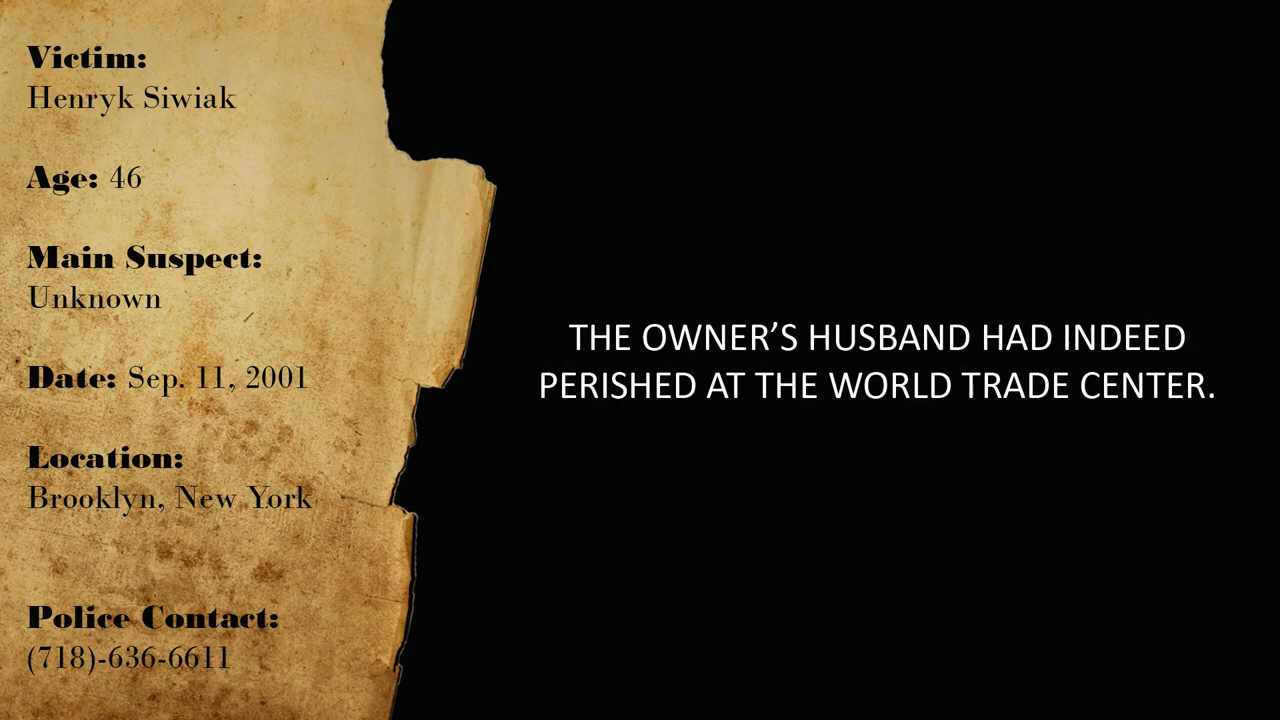 Victim:
Henryk Siwiak
Age: 46
Main Suspect:
Unknown
Date: Sep. 11, 2001
Location:
Brooklyn, New York
Police Contact:
(718)-636-6611
THE OWNER’S HUSBAND HAD INDEED
PERISHED AT THE WORLD TRADE CENTER.